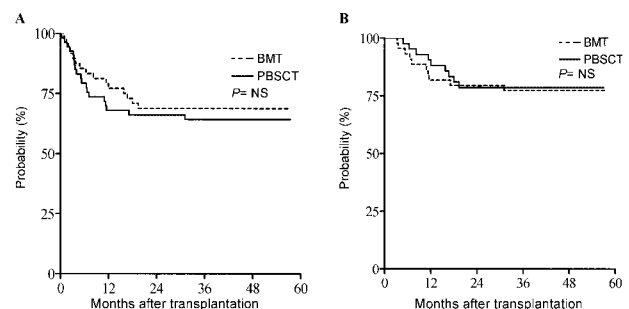 A
100
75
50
25
0
Probability (%)
BMT
PBSCT
P= NS
0 12 24 36 48 60
Months after transplantation
B
100
75
50
25
0
Probability (%)
BMT
PBSCT
P= NS
0 12 24 36 48 60
Months after transplantation